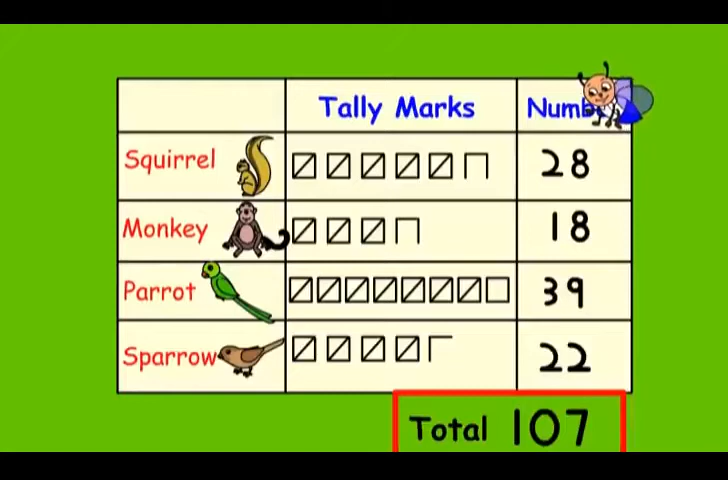 Tally Marks Numb
Squirrel 28
Monkey 18
Parrot 39
Sparrow 22
Total 107